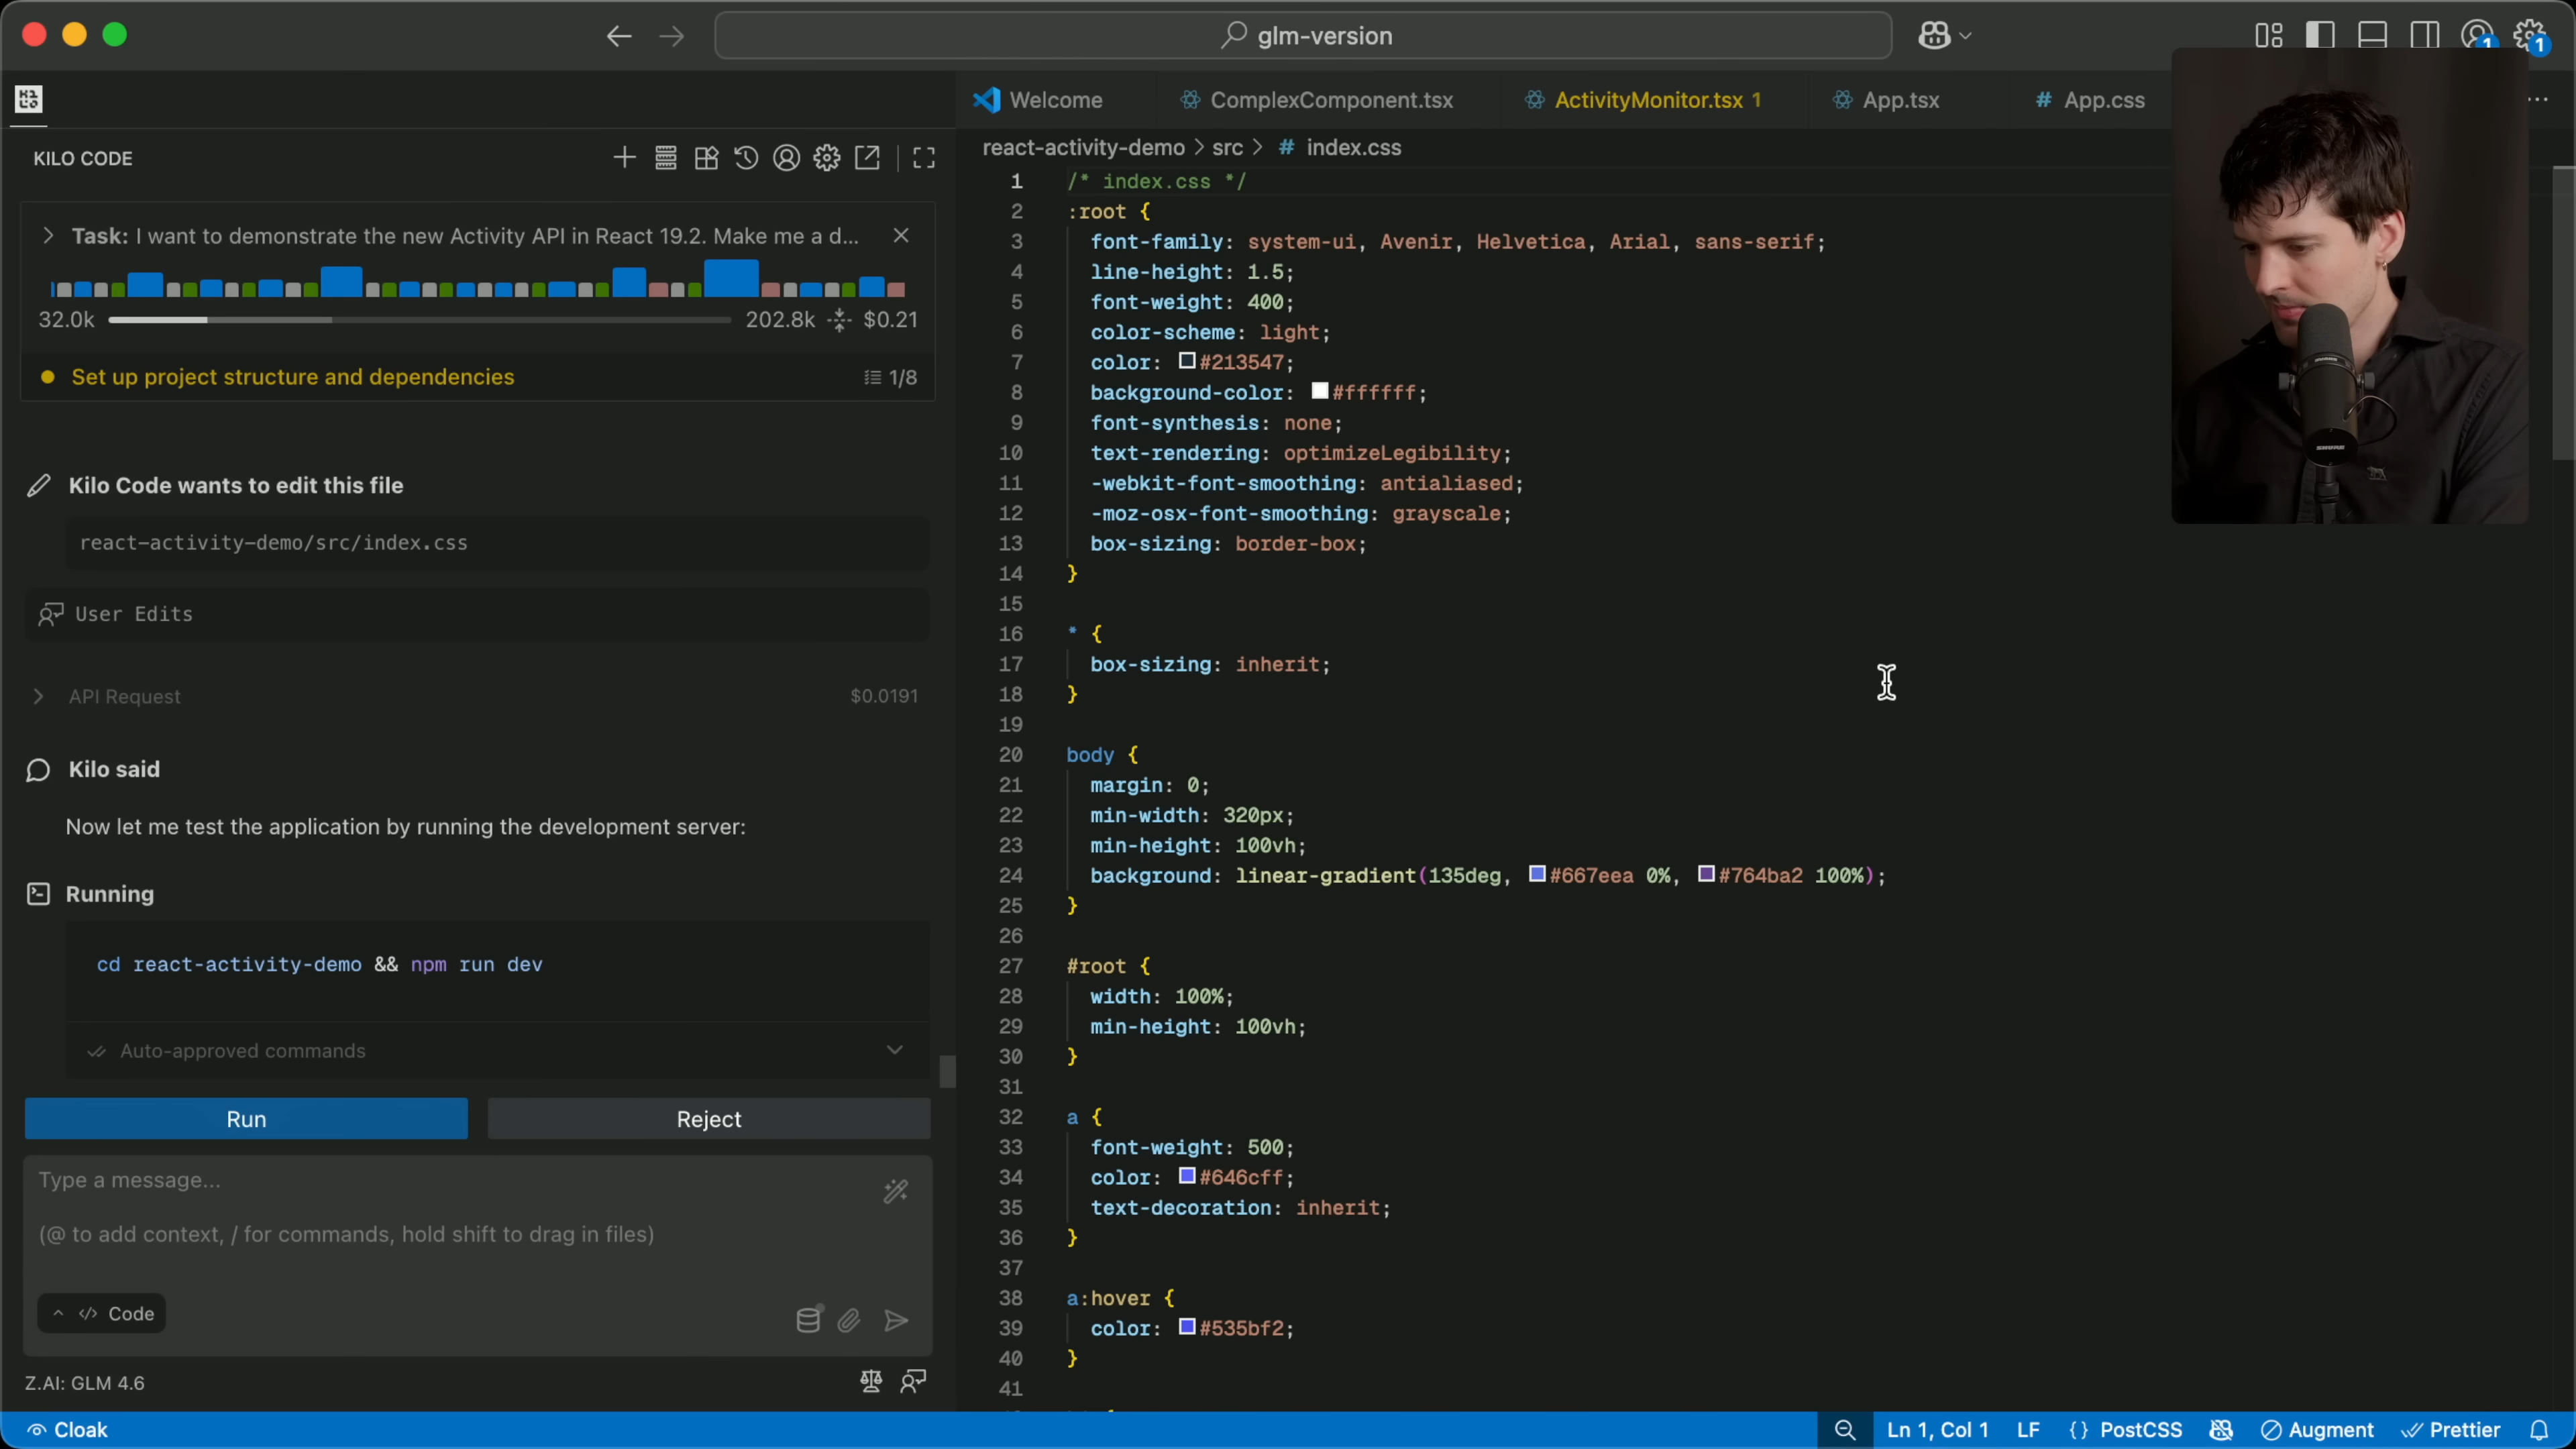 glm-version
1
1
KILO CODE
Task: I want to demonstrate the new Activity API in React 19.2. Make me a d...
32.0k
202.8k
$0.21
Set up project structure and dependencies
1/8
Kilo Code wants to edit this file
react-activity-demo/src/index.css
User Edits
API Request
$0.0191
Kilo said
Now let me test the application by running the development server:
Running
cd react-activity-demo && npm run dev
Auto-approved commands
Run
Reject
Type a message...
(@ to add context, / for commands, hold shift to drag in files)
</> Code
Z.AI: GLM 4.6
Welcome
ComplexComponent.tsx
ActivityMonitor.tsx 1
App.tsx
# App.css
react-activity-demo > src > # index.css
1 /* index.css */
2 :root {
3 font-family: system-ui, Avenir, Helvetica, Arial, sans-serif;
4 line-height: 1.5;
5 font-weight: 400;
6 color-scheme: light;
7 color: #213547;
8 background-color: #ffffff;
9 font-synthesis: none;
10 text-rendering: optimizeLegibility;
11 -webkit-font-smoothing: antialiased;
12 -moz-osx-font-smoothing: grayscale;
13 box-sizing: border-box;
14 }
15
16 * {
17 box-sizing: inherit;
18 }
19
20 body {
21 margin: 0;
22 min-width: 320px;
23 min-height: 100vh;
24 background: linear-gradient(135deg, #667eea 0%, #764ba2 100%);
25 }
26
27 #root {
28 width: 100%;
29 min-height: 100vh;
30 }
31
32 a {
33 font-weight: 500;
34 color: #646cff;
35 text-decoration: inherit;
36 }
37
38 a:hover {
39 color: #535bf2;
40 }
41
SHURE
Cloak
Ln 1, Col 1
LF
{ } PostCSS
Augment
Prettier